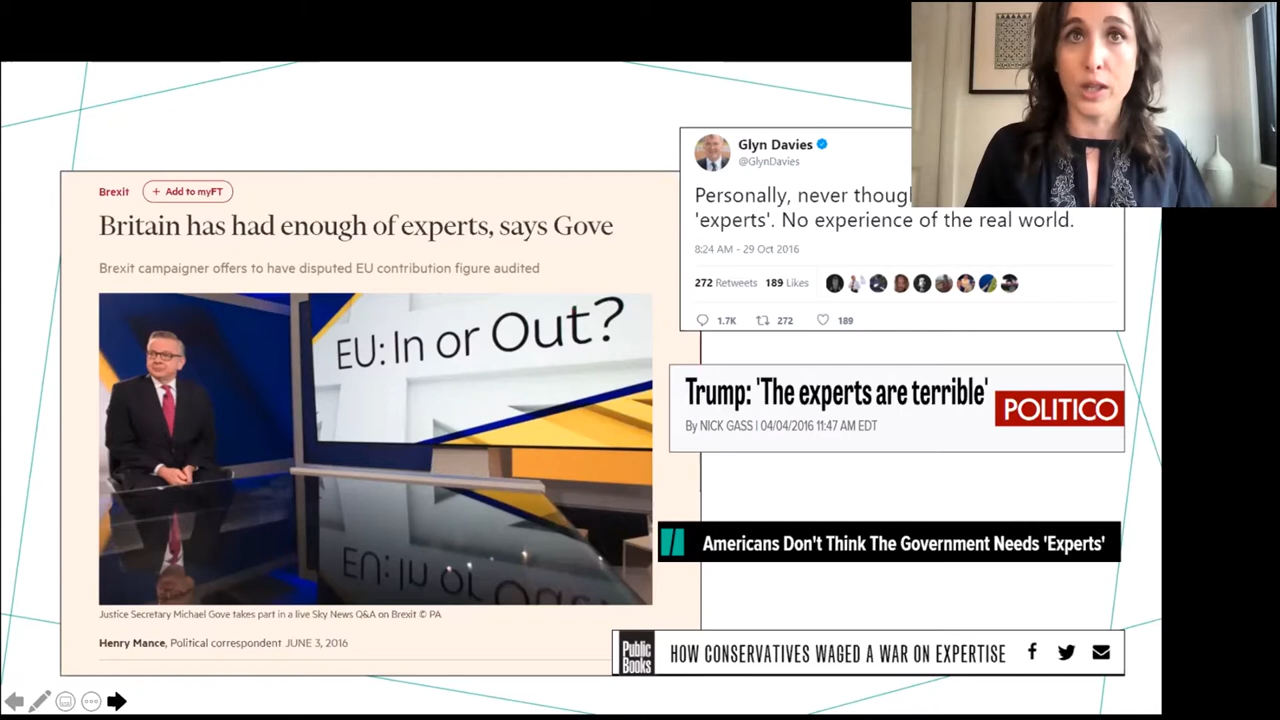 Brexit
+ Add to myFT
Britain has had enough of experts, says Gove
Brexit campaigner offers to have disputed EU contribution figure audited
EU: In or Out?
Justice Secretary Michael Gove takes part in a live Sky News Q&A on Brexit © PA
Henry Mance, Political correspondent JUNE 3, 2016
Glyn Davies
@GlynDavies
Personally, never
'experts'. No experience of the real world.
8:24 AM - 29 Oct 2016
272 Retweets 189 Likes
1.7K 272 189
Trump: 'The experts are terrible'
By NICK GASS | 04/04/2016 11:47 AM EDT
POLITICO
Americans Don't Think The Government Needs 'Experts'
Public
Books
HOW CONSERVATIVES WAGED A WAR ON EXPERTISE